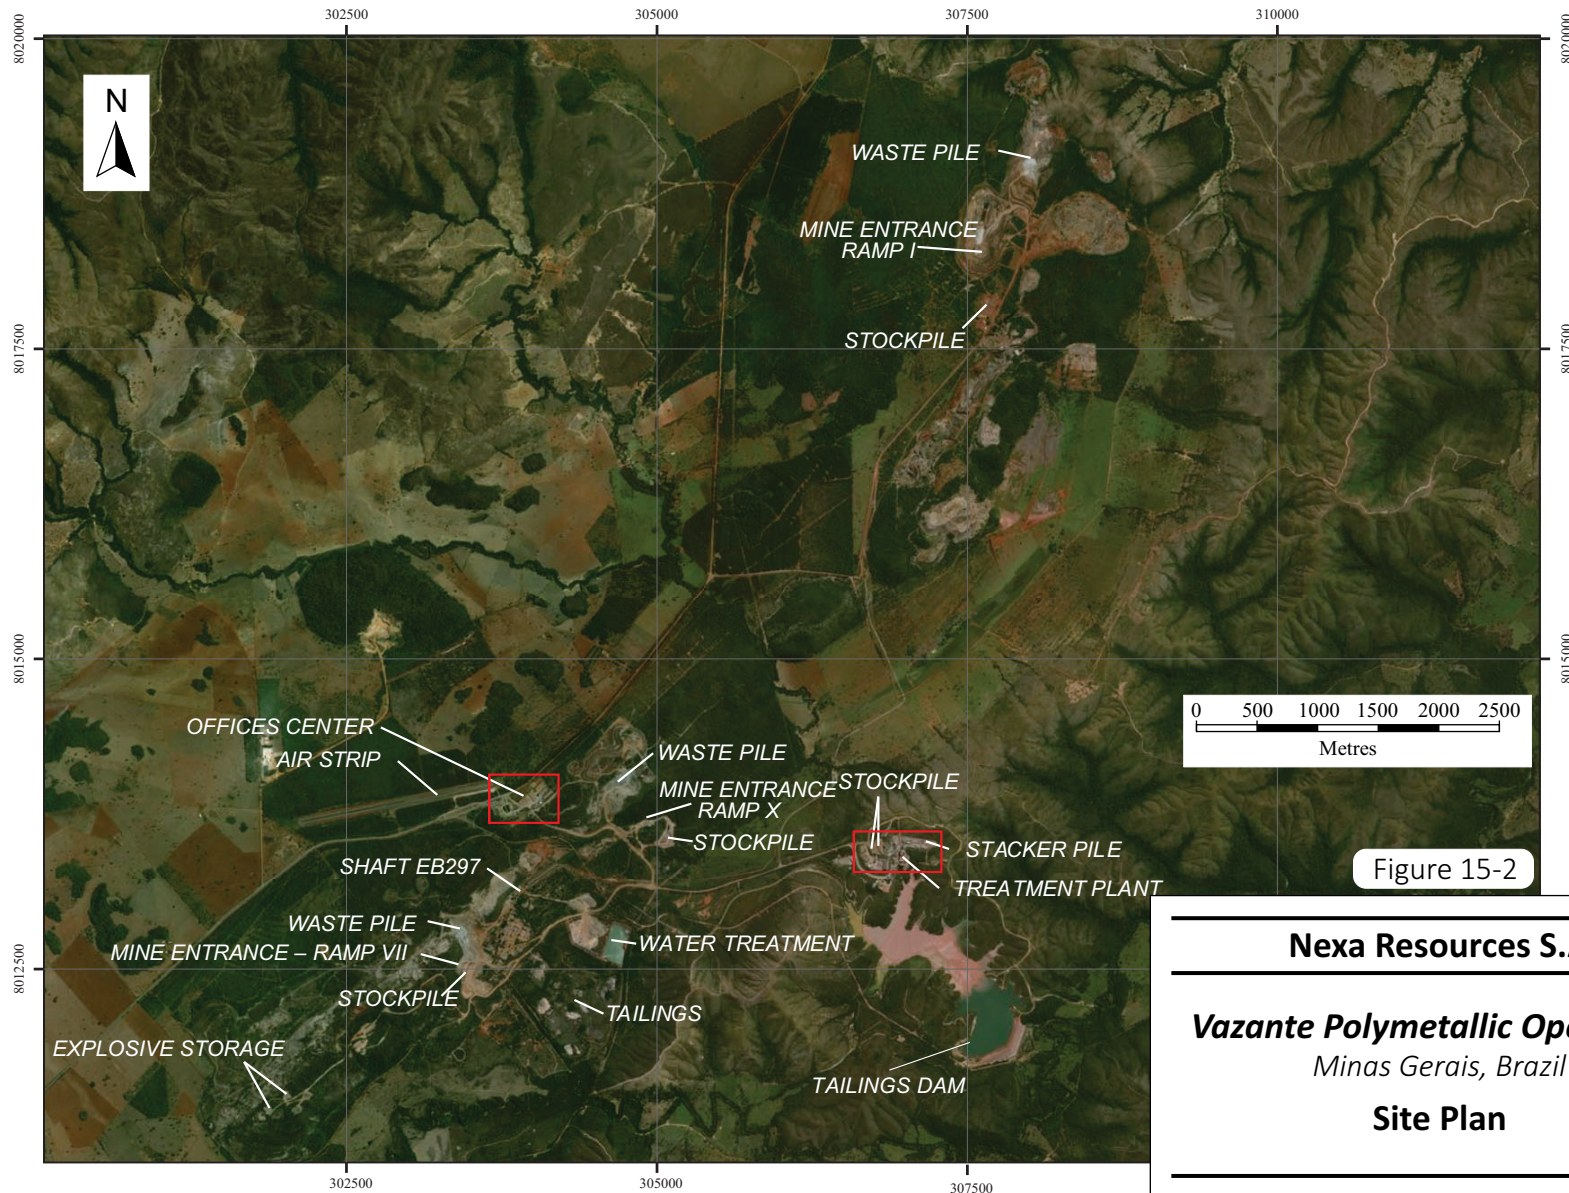 302500
305000
307500
310000
8020000
8020000
N
WASTE PILE
MINE ENTRANCE
RAMP I
STOCKPILE
8017500
8017500
8015000
8015000
0 500 1000 1500 2000 2500
Metres
OFFICES CENTER
AIR STRIP
WASTE PILE
MINE ENTRANCE
RAMP X
STOCKPILE
STOCKPILE
STACKER PILE
TREATMENT PLANT
SHAFT EB297
WASTE PILE
MINE ENTRANCE – RAMP VII
STOCKPILE
WATER TREATMENT
TAILINGS
EXPLOSIVE STORAGE
TAILINGS DAM
8012500
Figure 15-2
Nexa Resources S.
Vazante Polymetallic Op
Minas Gerais, Brazil
Site Plan
302500
305000
307500